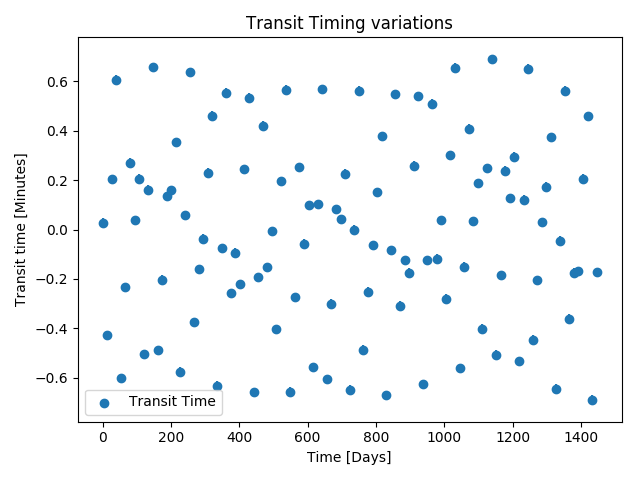 Transit Timing variations
Transit time [Minutes]
0.6
0.4
0.2
0.0
−0.2
−0.4
−0.6
Transit Time
0 200 400 600 800 1000 1200 1400
Time [Days]